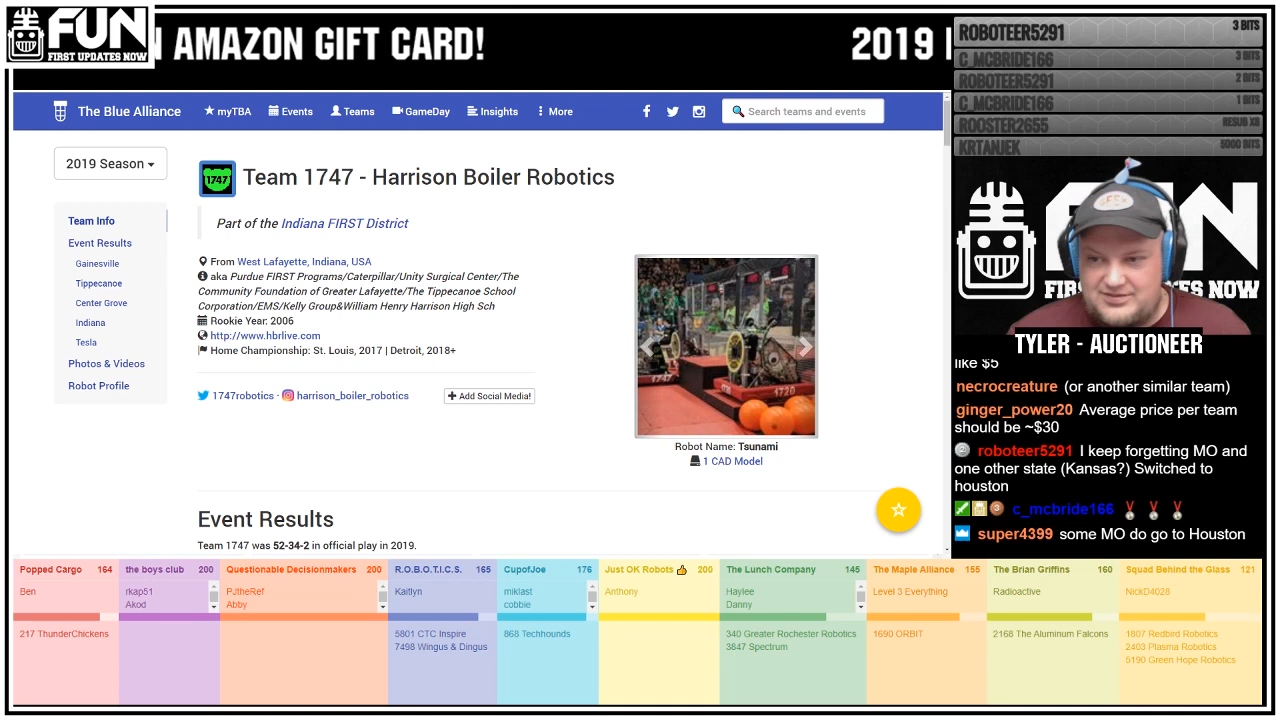 FUN
FIRST UPDATES NOW
N AMAZON GIFT CARD!
2019
ROBOTEER5291 3 BITS
C_MCBRIDE166 3 BITS
ROBOTEER5291 2 BITS
C_MCBRIDE166 1 BITS
ROOSTER2655 RESUB X8
KRTANJEK 5000 BITS
The Blue Alliance
myTBA
Events
Teams
GameDay
Insights
More
Search teams and events
2019 Season
Team Info
Event Results
Gainesville
Tippecanoe
Center Grove
Indiana
Tesla
Photos & Videos
Robot Profile
1747
Team 1747 - Harrison Boiler Robotics
Part of the Indiana FIRST District
From West Lafayette, Indiana, USA
aka Purdue FIRST Programs/Caterpillar/Unity Surgical Center/The
Community Foundation of Greater Lafayette/The Tippecanoe School
Corporation/EMS/Kelly Group&William Henry Harrison High Sch
Rookie Year: 2006
http://www.hbrlive.com
Home Championship: St. Louis, 2017 | Detroit, 2018+
1747robotics · harrison_boiler_robotics
Add Social Media!
1747
1720
Robot Name: Tsunami
1 CAD Model
Event Results
Team 1747 was 52-34-2 in official play in 2019.
FUN
FIRST UPDATES NOW
TYLER - AUCTIONEER
like $5
necrocreature (or another similar team)
ginger_power20 Average price per team
should be ~$30
roboteer5291 I keep forgetting MO and
one other state (Kansas?) Switched to
houston
c_mcbride166
super4399 some MO do go to Houston
Popped Cargo 164
Ben
217 ThunderChickens
the boys club 200
rkap51
Akod
Questionable Decisionmakers 200
PJtheRef
Abby
R.O.B.O.T.I.C.S. 165
Kaitlyn
5801 CTC Inspire
7498 Wingus & Dingus
CupofJoe 176
miklast
cobbie
868 Techhounds
Just OK Robots 200
Anthony
The Lunch Company 145
Haylee
Danny
340 Greater Rochester Robotics
3847 Spectrum
The Maple Alliance 155
Level 3 Everything
1690 ORBIT
The Brian Griffins 160
Radioactive
2168 The Aluminum Falcons
Squad Behind the Glass 121
NickD4028
1807 Redbird Robotics
2403 Plasma Robotics
5190 Green Hope Robotics